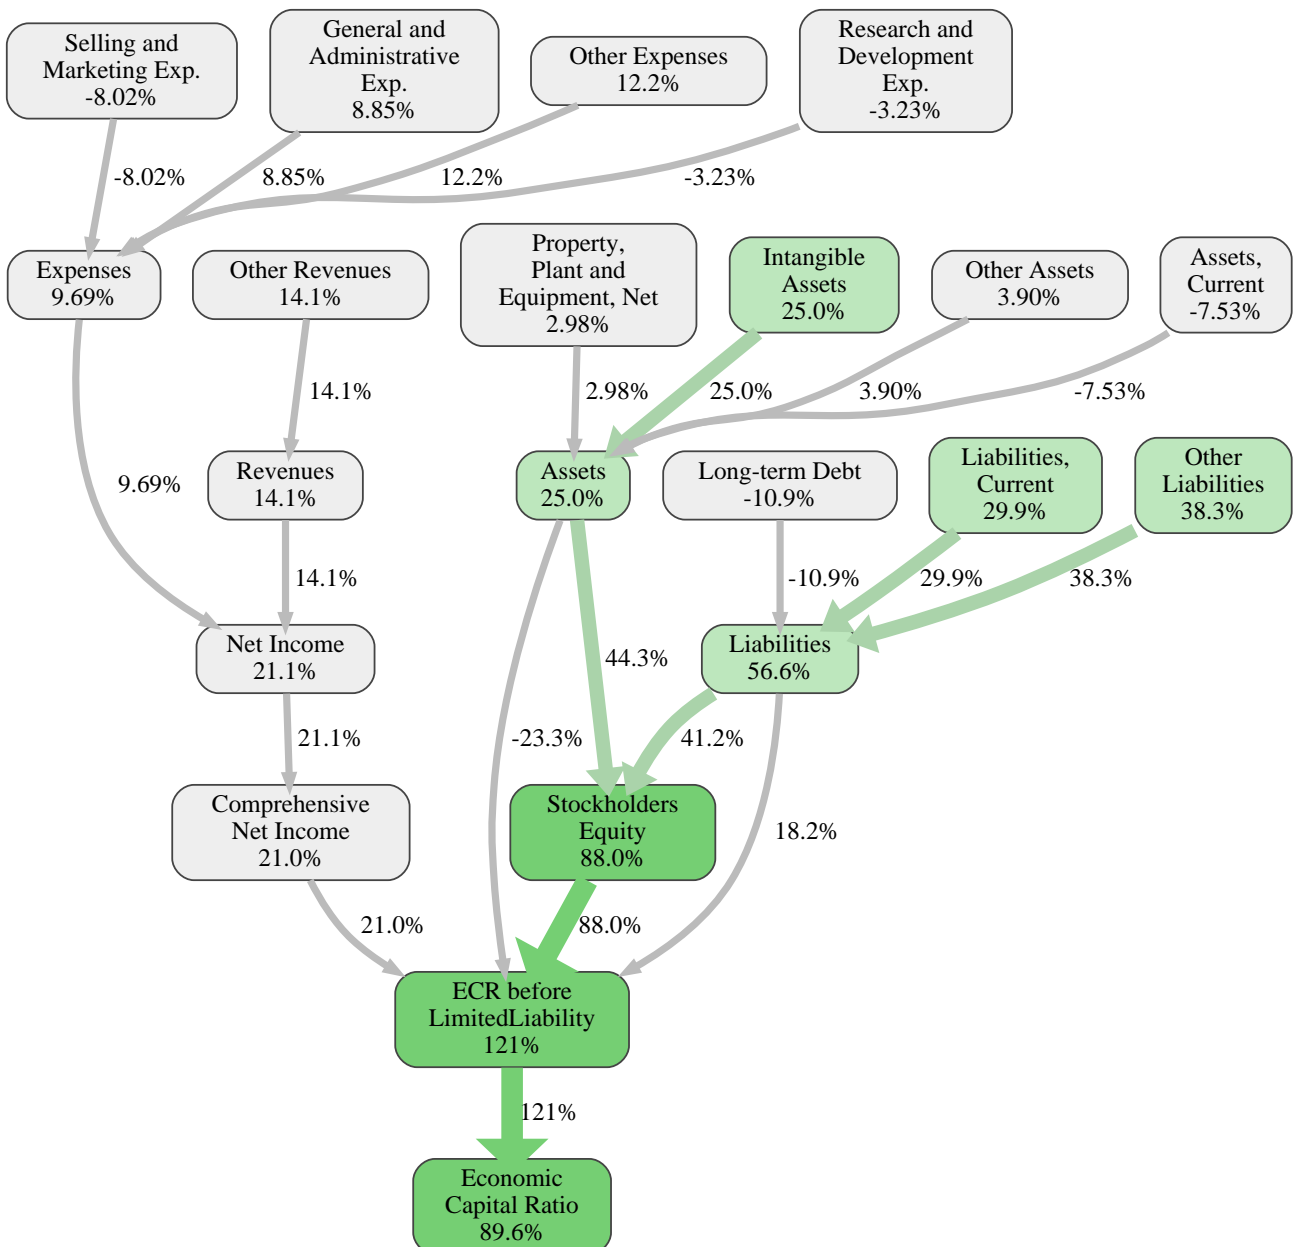 Selling and
Marketing Exp.
-8.02%
General and
Administrative
Exp.
8.85%
Other Expenses
12.2%
Research and
Development
Exp.
-3.23%
-8.02%
8.85%
12.2%
-3.23%
Expenses
9.69%
Other Revenues
14.1%
Property,
Plant and
Equipment, Net
2.98%
Intangible
Assets
25.0%
Other Assets
3.90%
Assets,
Current
-7.53%
14.1%
2.98%
25.0%
3.90%
-7.53%
9.69%
Revenues
14.1%
Assets
25.0%
Long-term Debt
-10.9%
Liabilities,
Current
29.9%
Other
Liabilities
38.3%
14.1%
-10.9%
29.9%
38.3%
Net Income
21.1%
44.3%
Liabilities
56.6%
21.1%
-23.3%
41.2%
Comprehensive
Net Income
21.0%
Stockholders
Equity
88.0%
18.2%
21.0%
88.0%
ECR before
LimitedLiability
121%
121%
Economic
Capital Ratio
89.6%